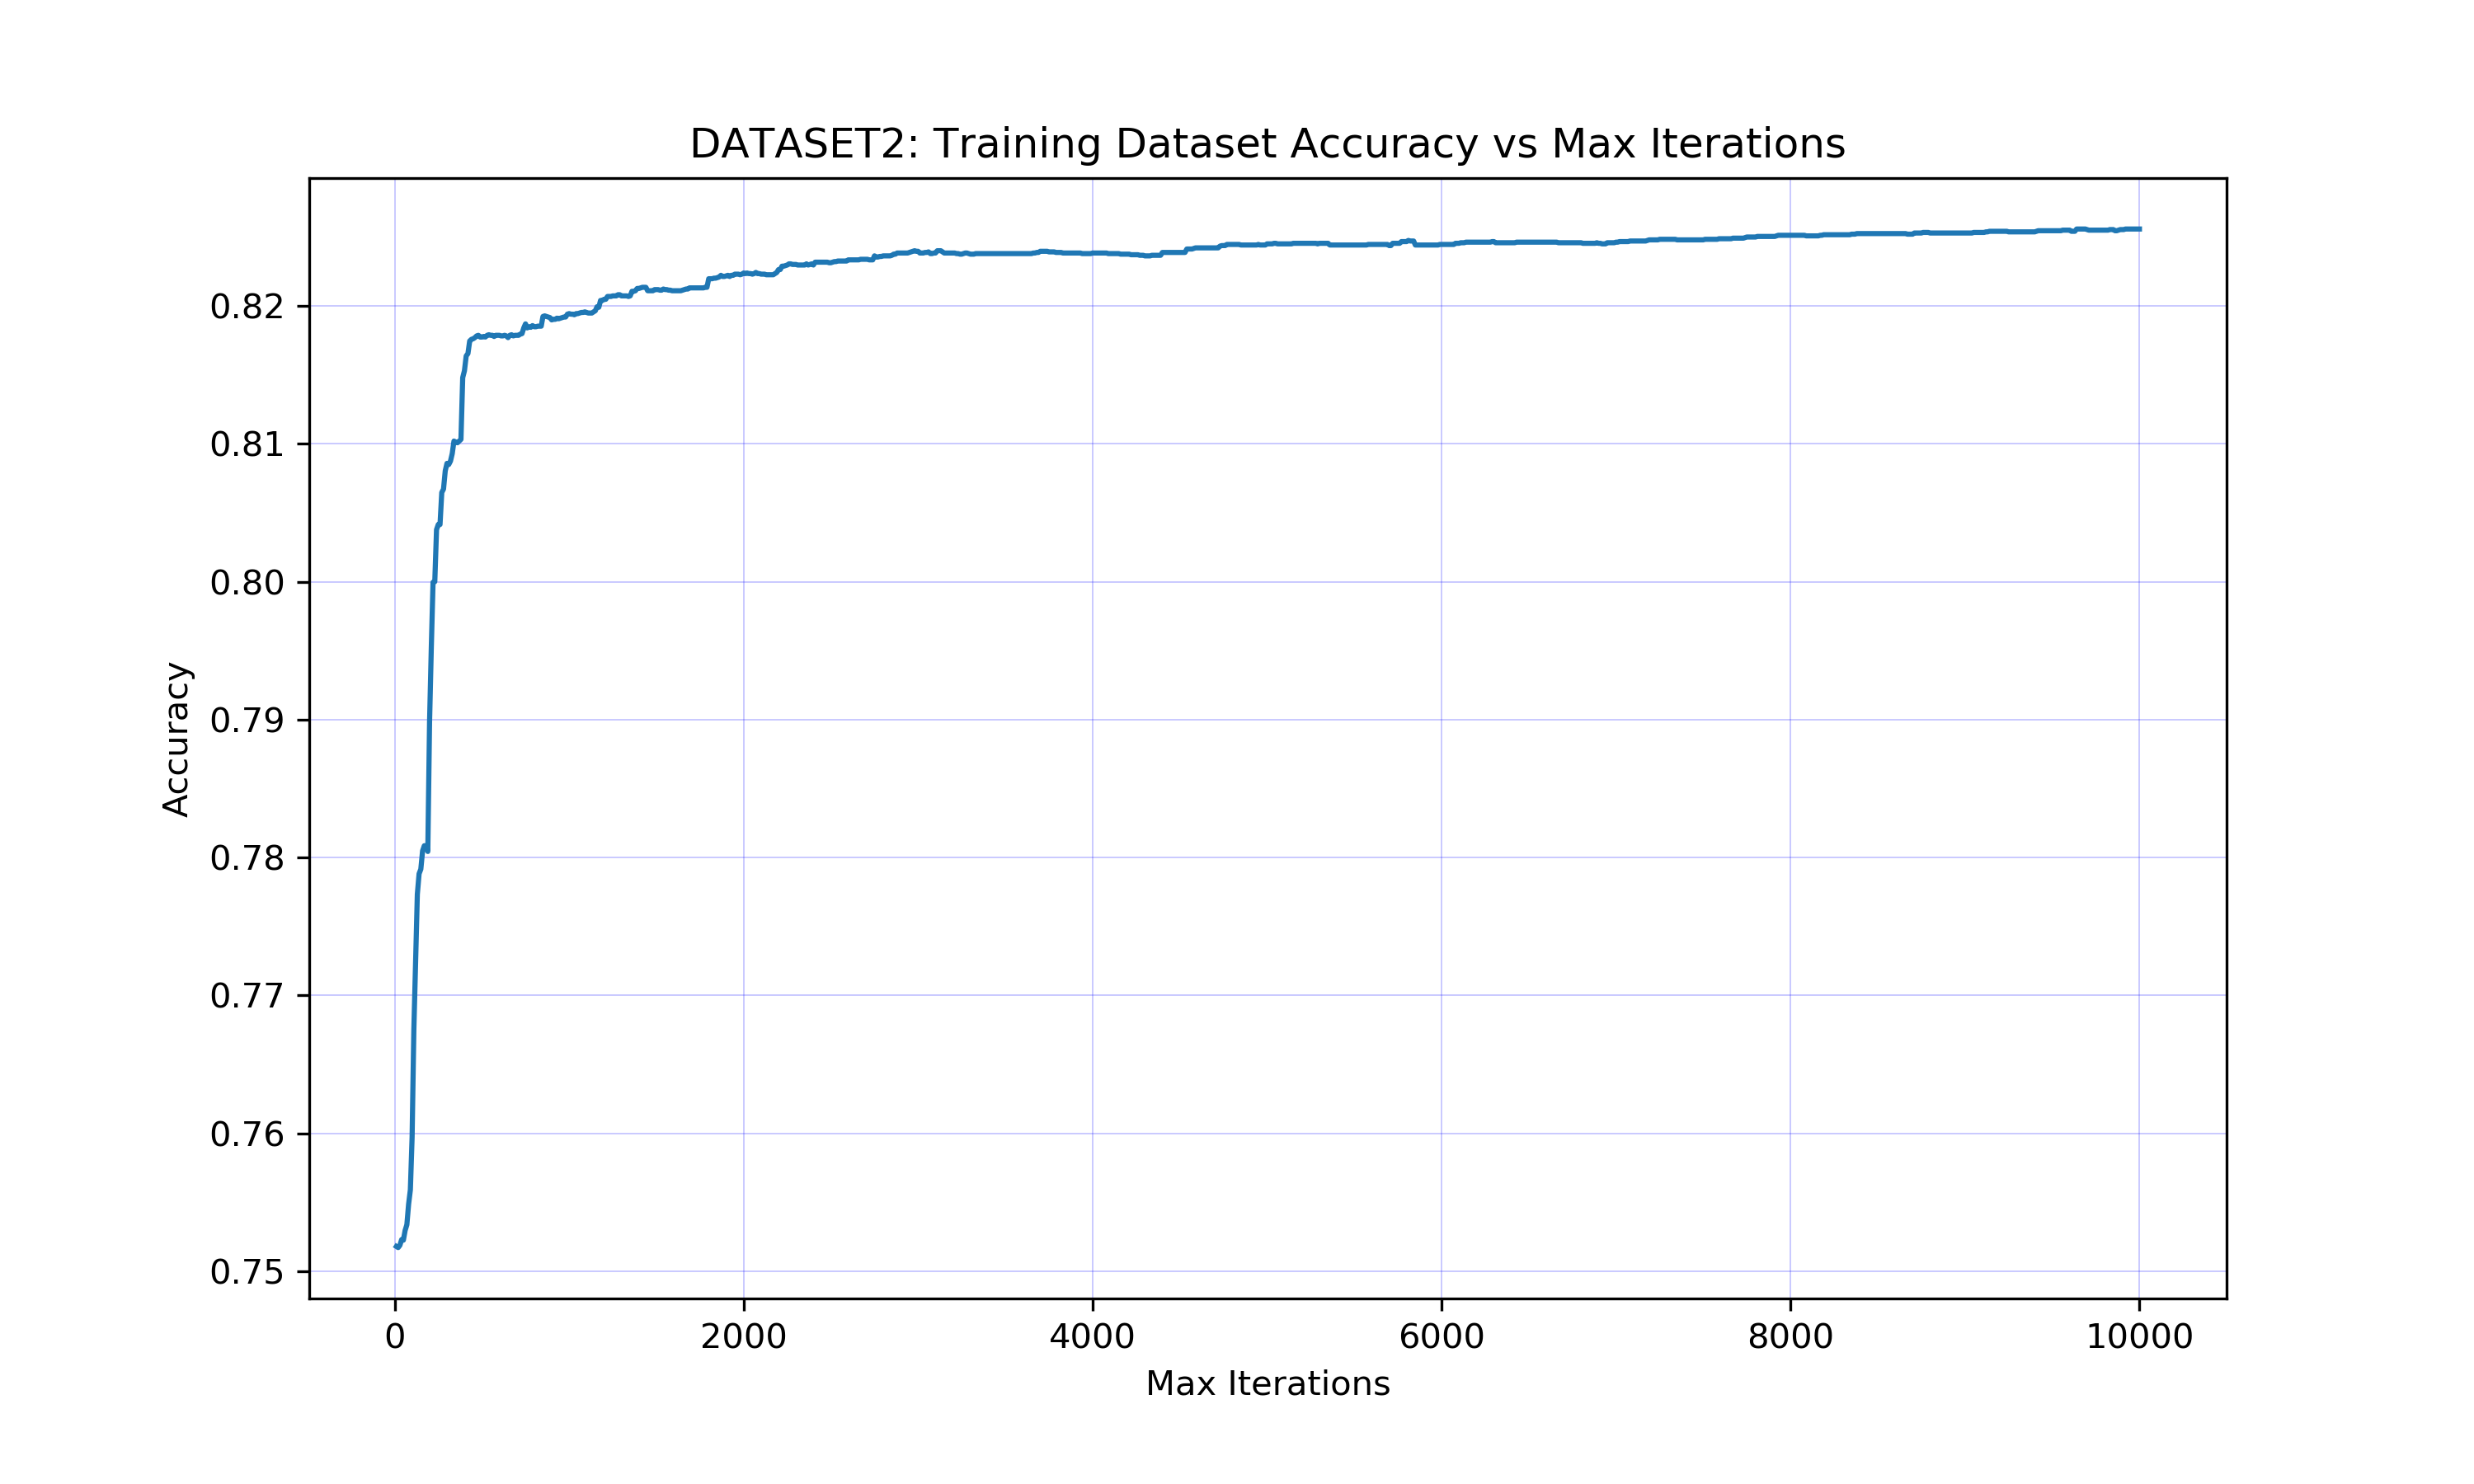 DATASET2: Training Dataset Accuracy vs Max Iterations
Accuracy
0.82
0.81
0.80
0.79
0.78
0.77
0.76
0.75
0 2000 4000 6000 8000 10000
Max Iterations